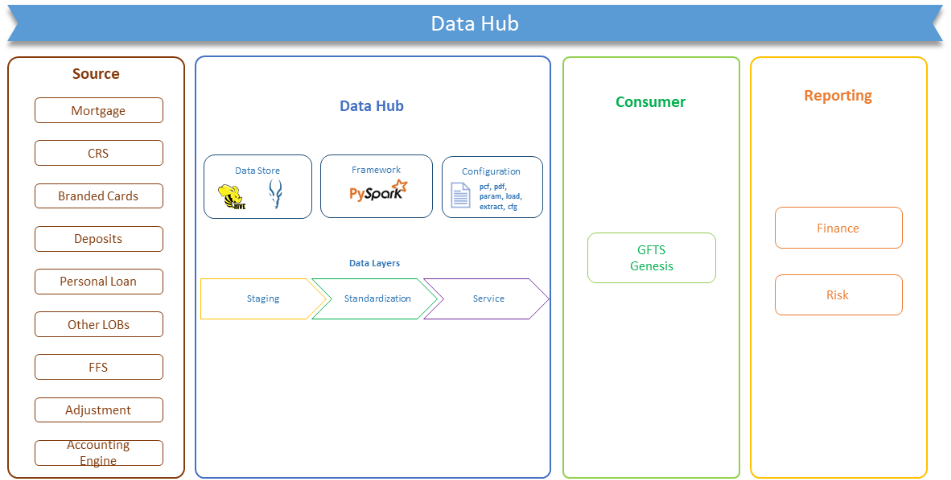 Data Hub
Source
Mortgage
CRS
Branded Cards
Deposits
Personal Loan
Other LOBs
FFS
Adjustment
Accounting
Engine
Data Hub
Data Store
HIVE
Framework
PySpark
Configuration
pcf, pdf,
param, load,
extract, cfg
Data Layers
Staging
Standardization
Service
Consumer
GFTS
Genesis
Reporting
Finance
Risk